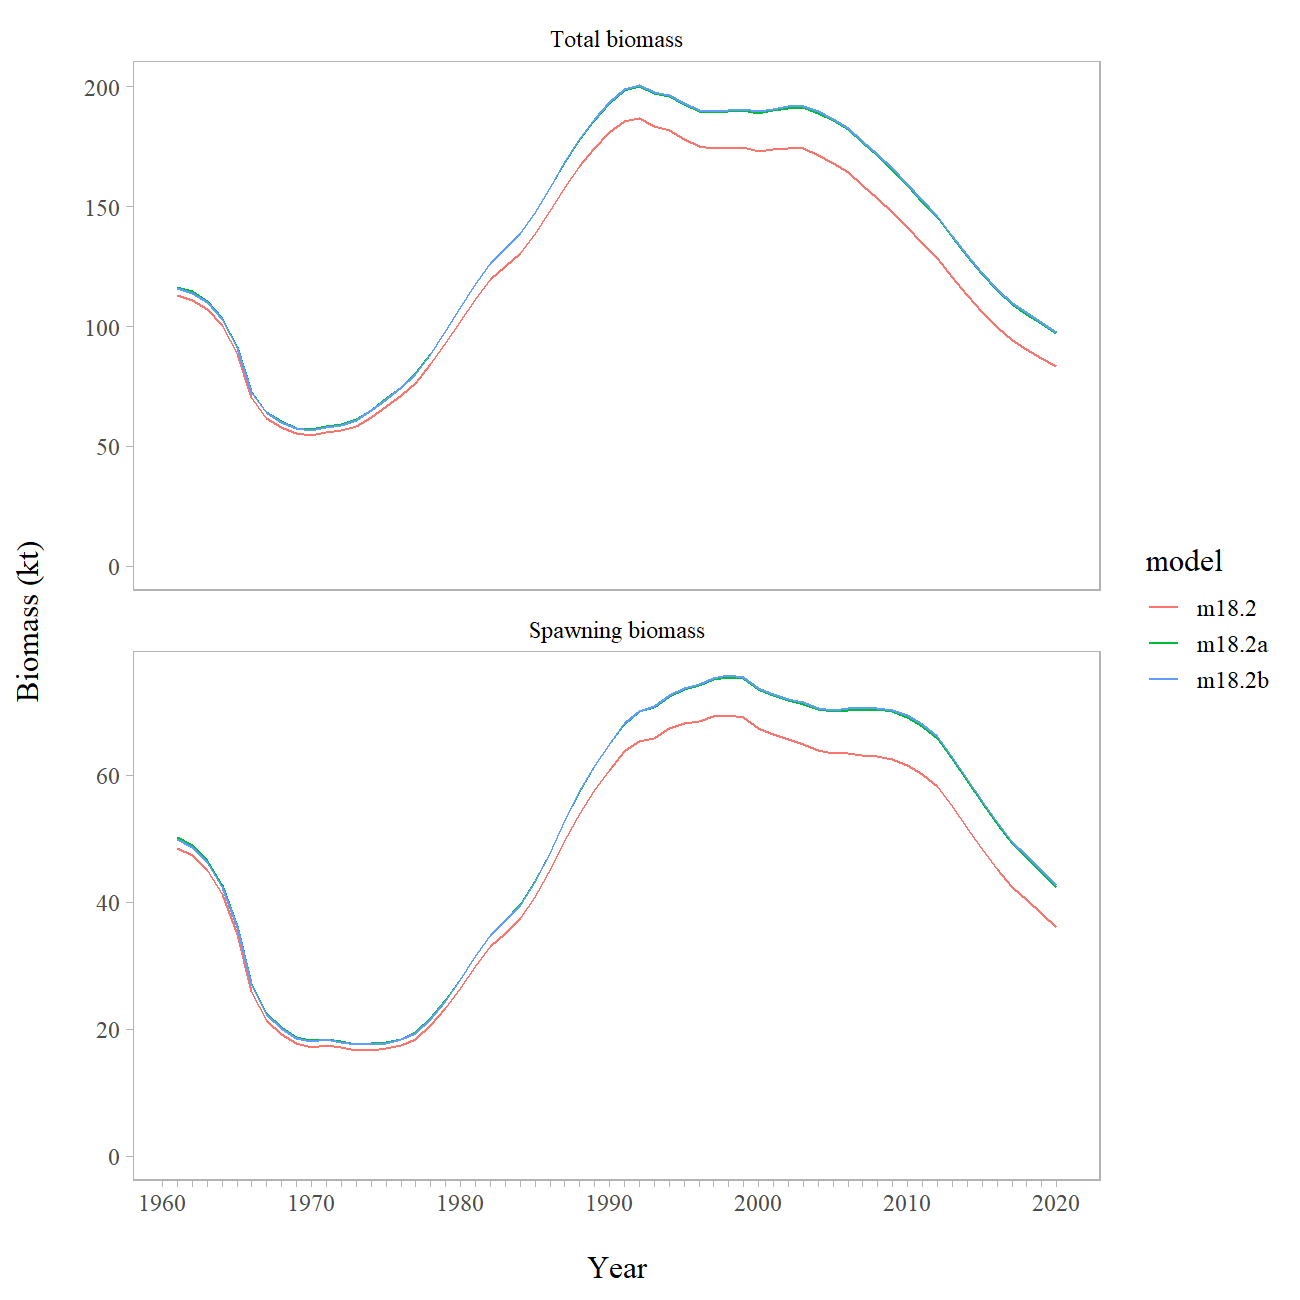 Total biomass
200
150
100
50
0
Biomass (kt)
Spawning biomass
60
40
20
0
1960 1970 1980 1990 2000 2010 2020
Year
model
m18.2
m18.2a
m18.2b